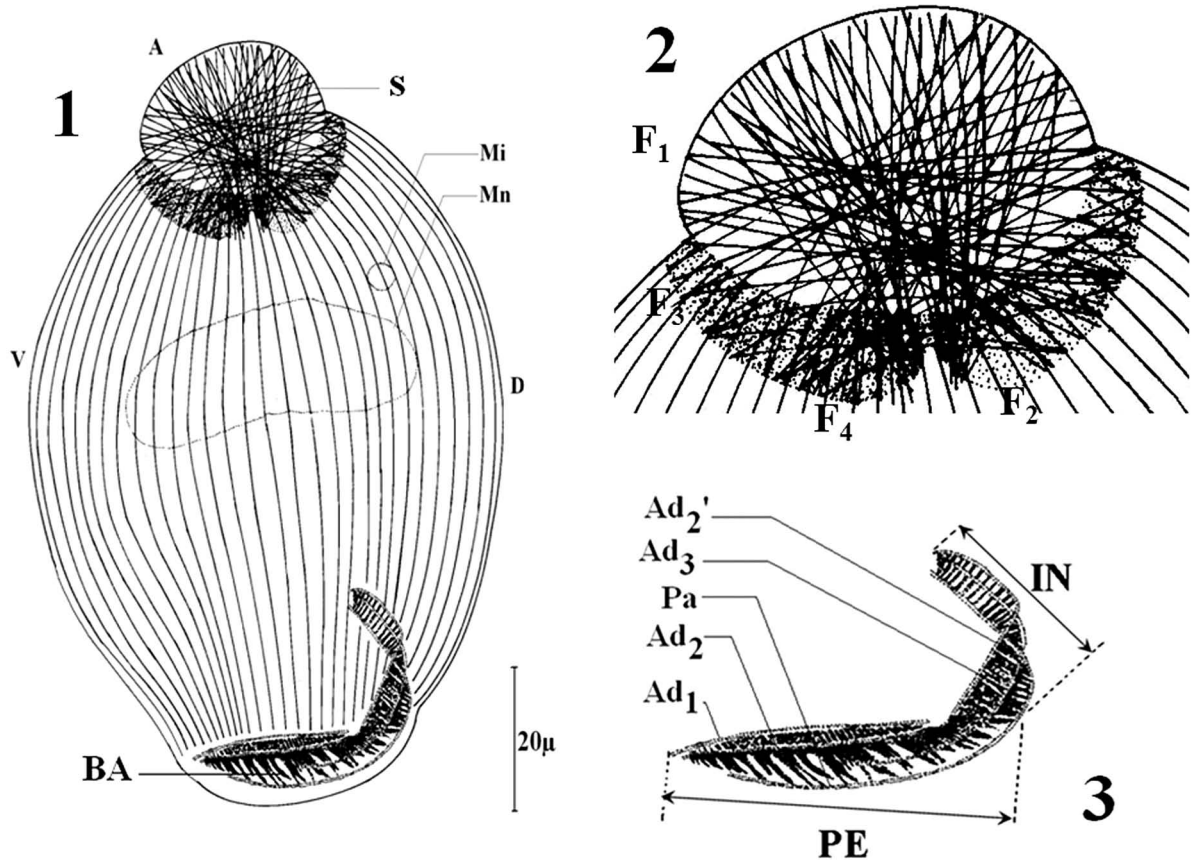 A
S
1
Mi
Mn
V
D
BA
20µ
2
F₁
F₃
F₄
F₂
Ad₂'
Ad₃
Pa
Ad₂
Ad₁
IN
PE
3